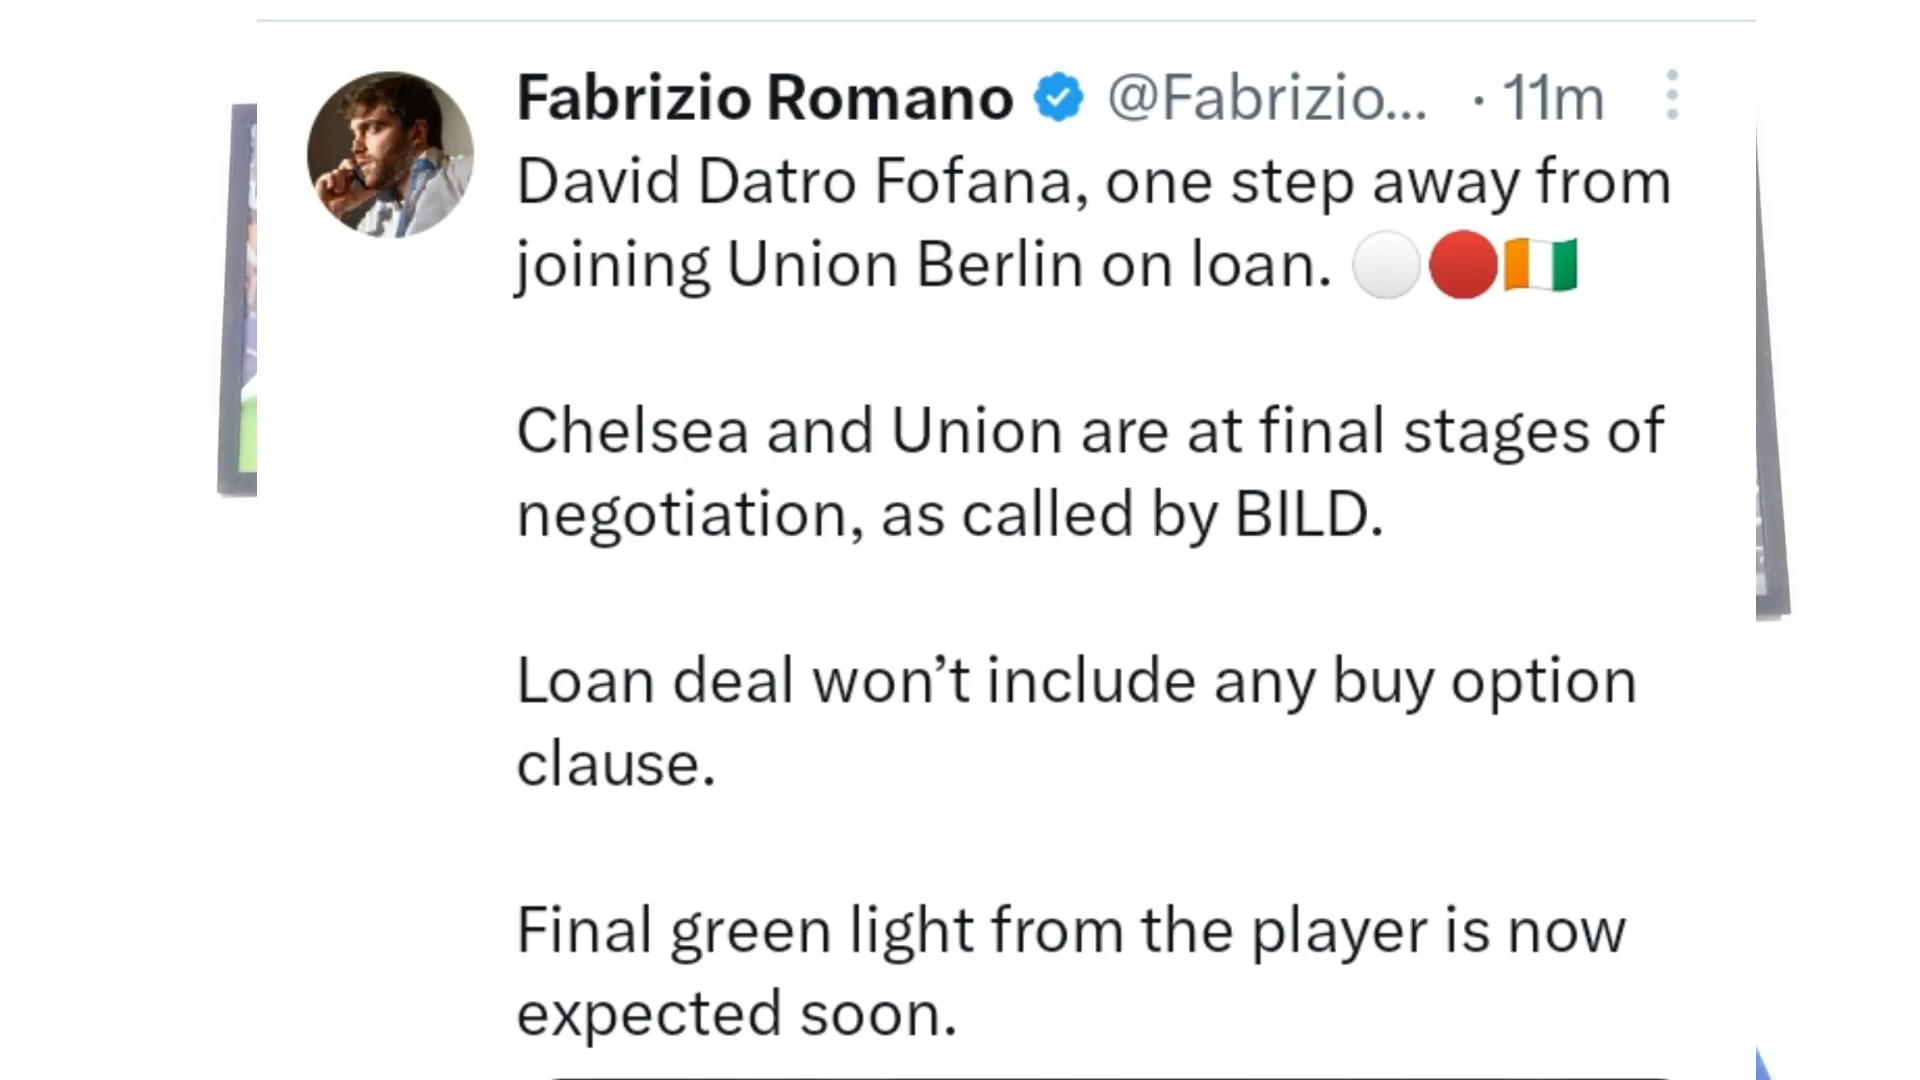 Fabrizio Romano @Fabrizio... · 11m
David Datro Fofana, one step away from
joining Union Berlin on loan. ⚪🔴🇨🇮
Chelsea and Union are at final stages of
negotiation, as called by BILD.
Loan deal won’t include any buy option
clause.
Final green light from the player is now
expected soon.